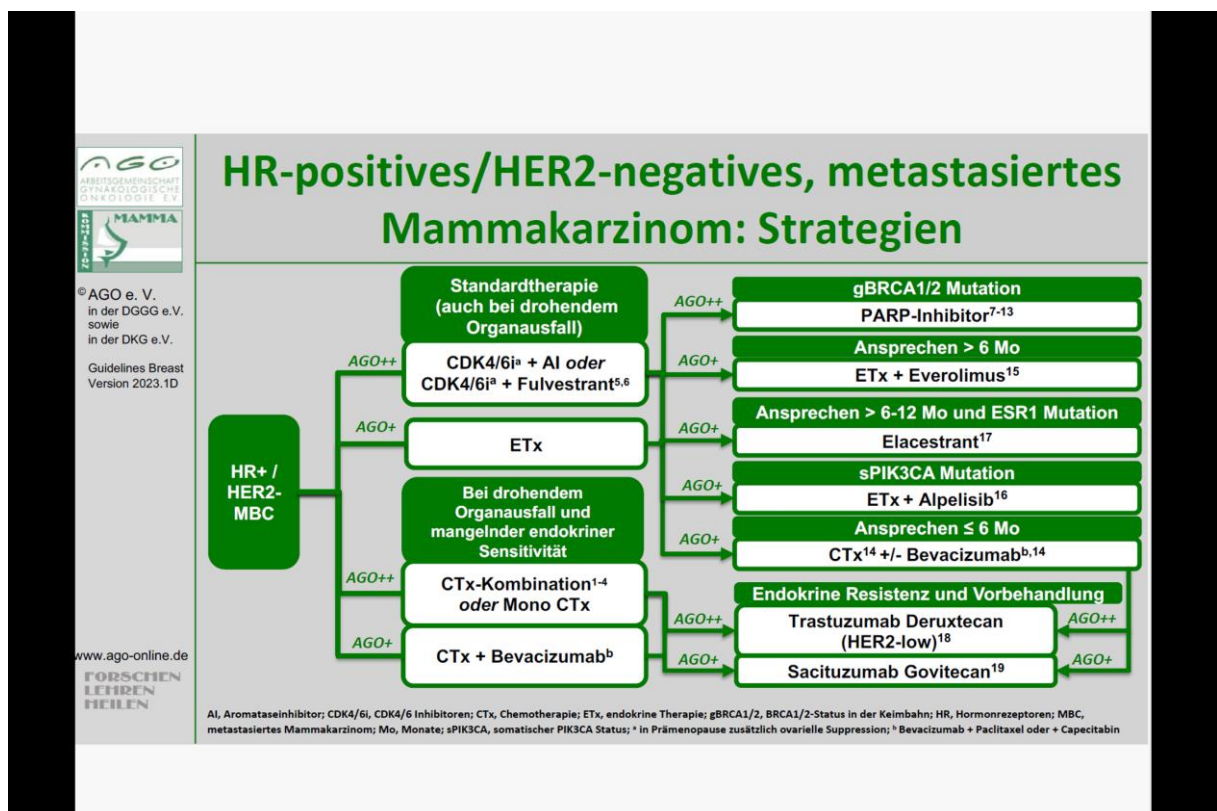 AGO
ARBEITSGEMEINSCHAFT
GYNÄKOLOGISCHE
ONKOLOGIE E.V.
KOMMISSION
MAMMA
© AGO e. V.
in der DGGG e.V.
sowie
in der DKG e.V.
Guidelines Breast
Version 2023.1D
www.ago-online.de
FORSCHEN
LEHREN
HEILEN
HR-positives/HER2-negatives, metastasiertes
Mammakarzinom: Strategien
HR+ /
HER2-
MBC
AGO++
Standardtherapie
(auch bei drohendem
Organausfall)
CDK4/6iᵃ + AI oder
CDK4/6iᵃ + Fulvestrant⁵,⁶
AGO+
ETx
Bei drohendem
Organausfall und
mangelnder endokriner
Sensitivität
AGO++
CTx-Kombination¹⁻⁴
oder Mono CTx
AGO+
CTx + Bevacizumabᵇ
AGO++
gBRCA1/2 Mutation
PARP-Inhibitor⁷⁻¹³
AGO+
Ansprechen > 6 Mo
ETx + Everolimus¹⁵
AGO+
Ansprechen > 6-12 Mo und ESR1 Mutation
Elacestrant¹⁷
AGO+
sPIK3CA Mutation
ETx + Alpelisib¹⁶
AGO+
Ansprechen ≤ 6 Mo
CTx¹⁴ +/- Bevacizumabᵇ,¹⁴
Endokrine Resistenz und Vorbehandlung
AGO++
Trastuzumab Deruxtecan
(HER2-low)¹⁸
AGO++
AGO+
Sacituzumab Govitecan¹⁹
AGO+
AI, Aromataseinhibitor; CDK4/6i, CDK4/6 Inhibitoren; CTx, Chemotherapie; ETx, endokrine Therapie; gBRCA1/2, BRCA1/2-Status in der Keimbahn; HR, Hormonrezeptoren; MBC,
metastasiertes Mammakarzinom; Mo, Monate; sPIK3CA, somatischer PIK3CA Status; ᵃ in Prämenopause zusätzlich ovarielle Suppression; ᵇ Bevacizumab + Paclitaxel oder + Capecitabin